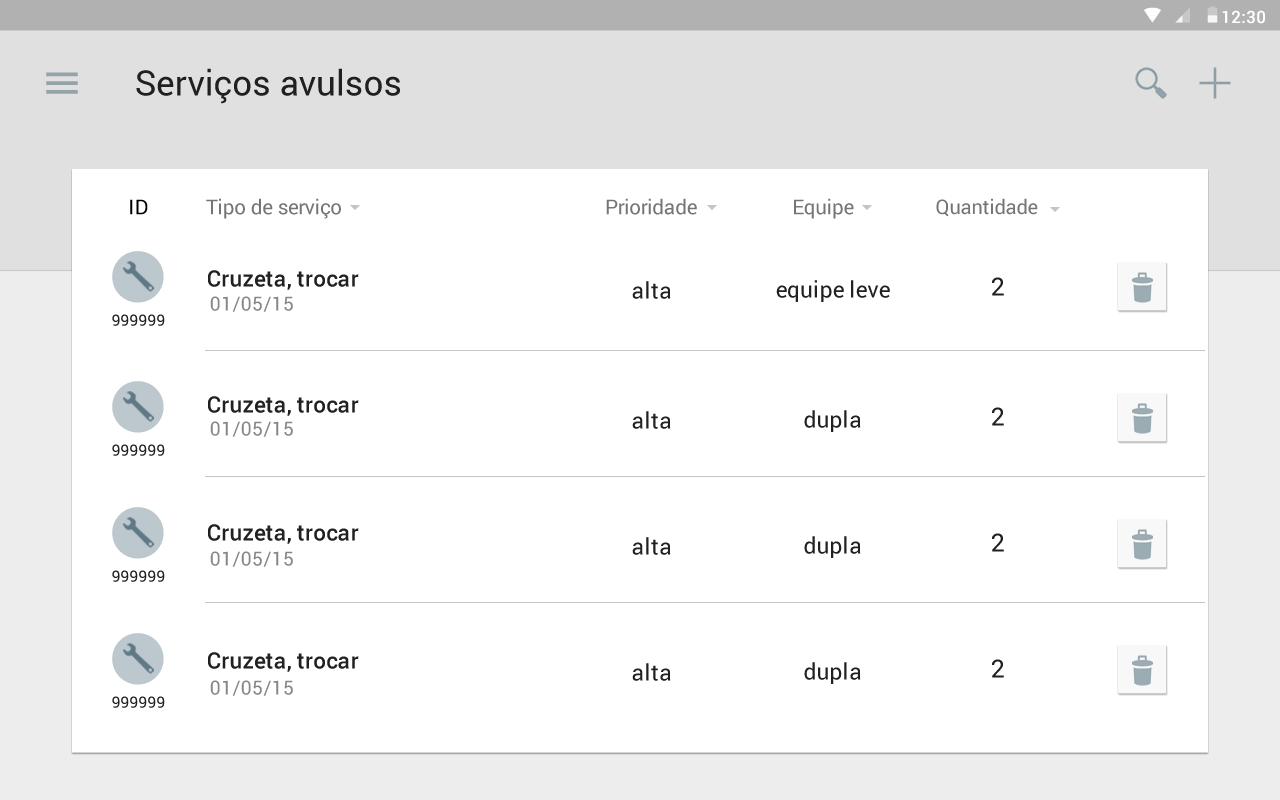 12:30
Serviços avulsos
ID Tipo de serviço Prioridade Equipe Quantidade
Cruzeta, trocar
01/05/15
alta equipe leve 2
999999
Cruzeta, trocar
01/05/15
alta dupla 2
999999
Cruzeta, trocar
01/05/15
alta dupla 2
999999
Cruzeta, trocar
01/05/15
alta dupla 2
999999